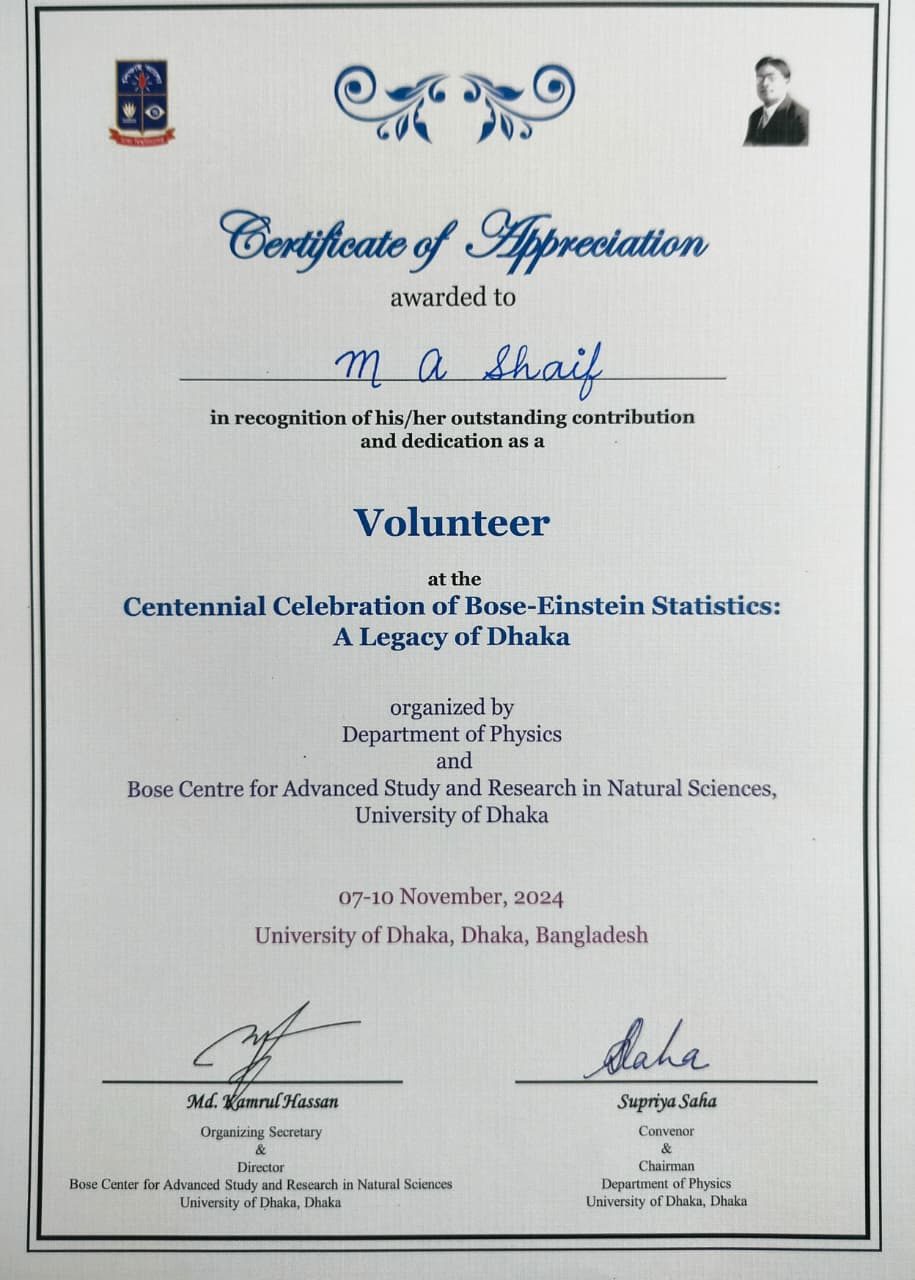 Certificate of Appreciation
awarded to
M A Shaif
in recognition of his/her outstanding contribution
and dedication as a
Volunteer
at the
Centennial Celebration of Bose-Einstein Statistics:
A Legacy of Dhaka
organized by
Department of Physics
and
Bose Centre for Advanced Study and Research in Natural Sciences,
University of Dhaka
07-10 November, 2024
University of Dhaka, Dhaka, Bangladesh
Saha
Md. Kamrul Hassan
Organizing Secretary
&
Director
Bose Center for Advanced Study and Research in Natural Sciences
University of Dhaka, Dhaka
Supriya Saha
Convenor
&
Chairman
Department of Physics
University of Dhaka, Dhaka